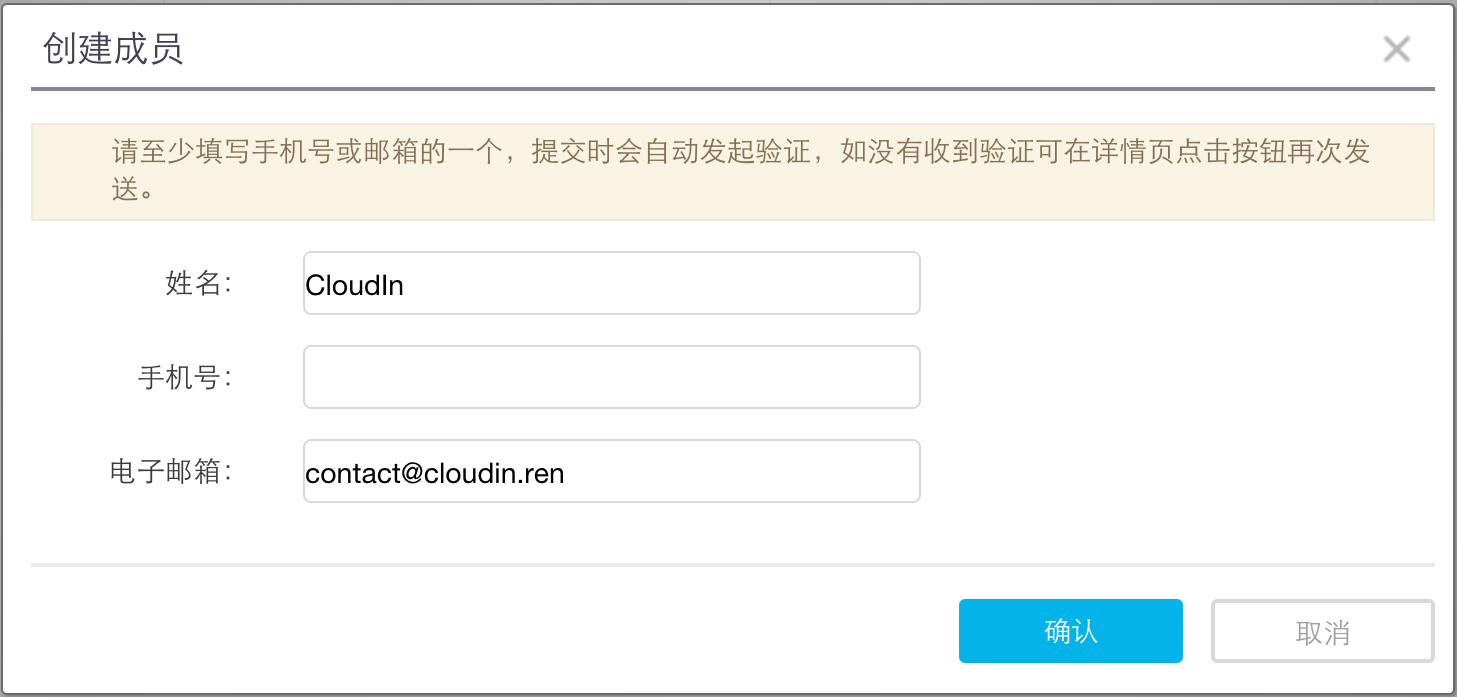 创建成员
请至少填写手机号或邮箱的一个，提交时会自动发起验证，如没有收到验证可在详情页点击按钮再次发
送。
姓名： CloudIn
手机号：
电子邮箱： contact@cloudin.ren
确认 取消